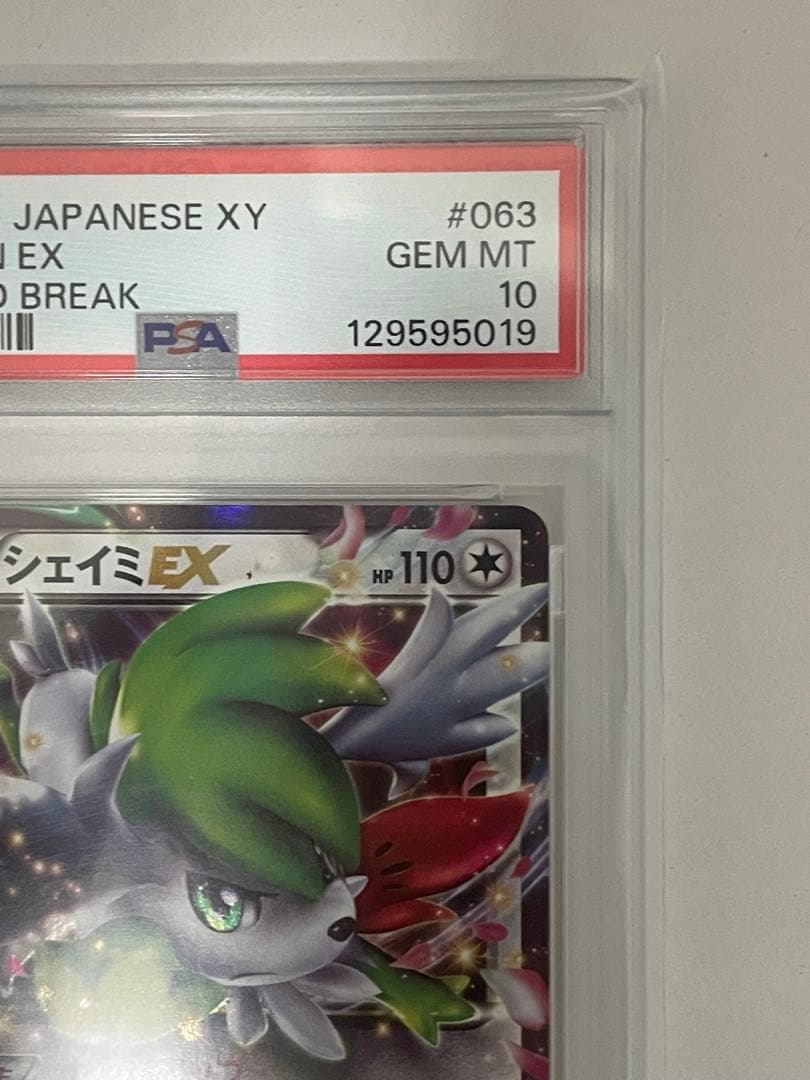 JAPANESE XY #063
EX GEM MT
BREAK 10
PSA 129595019
シェイミEX HP 110